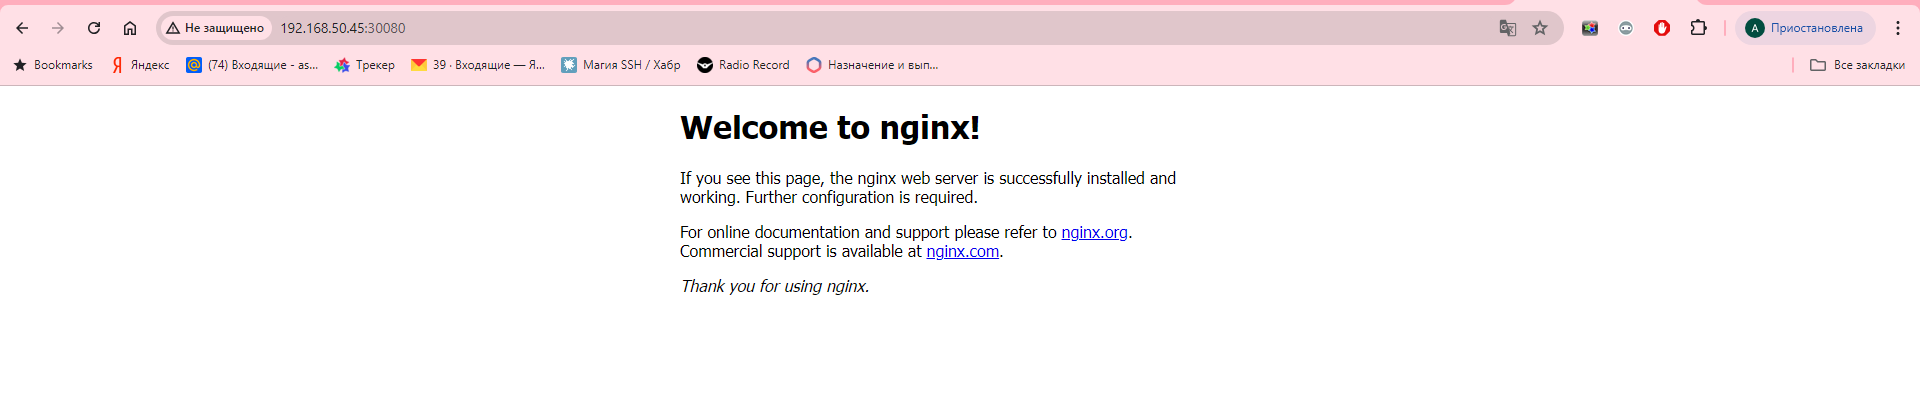 Не защищено
192.168.50.45:30080
A
Приостановлена
Bookmarks
Яндекс
(74) Входящие - as...
Трекер
39 · Входящие — Я...
Магия SSH / Хабр
Radio Record
Назначение и вып...
Все закладки
Welcome to nginx!
If you see this page, the nginx web server is successfully installed and
working. Further configuration is required.
For online documentation and support please refer to nginx.org.
Commercial support is available at nginx.com.
Thank you for using nginx.